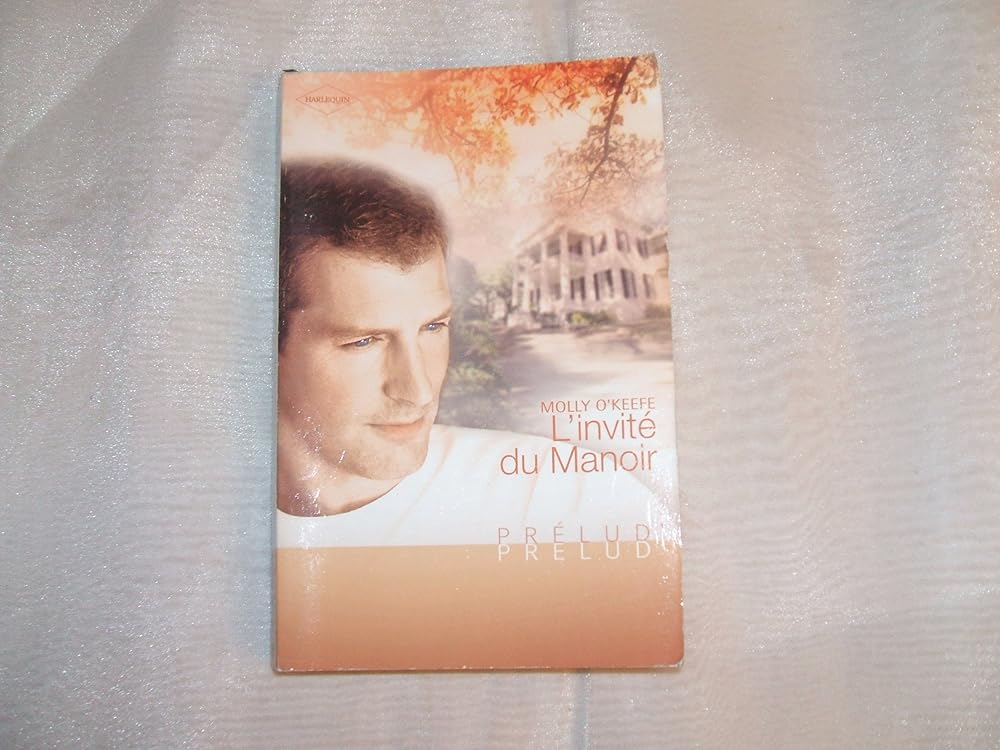 HARLEQUIN
MOLLY O'KEEFE
L'invité
du Manoir
PRÉLUD
PRELUD